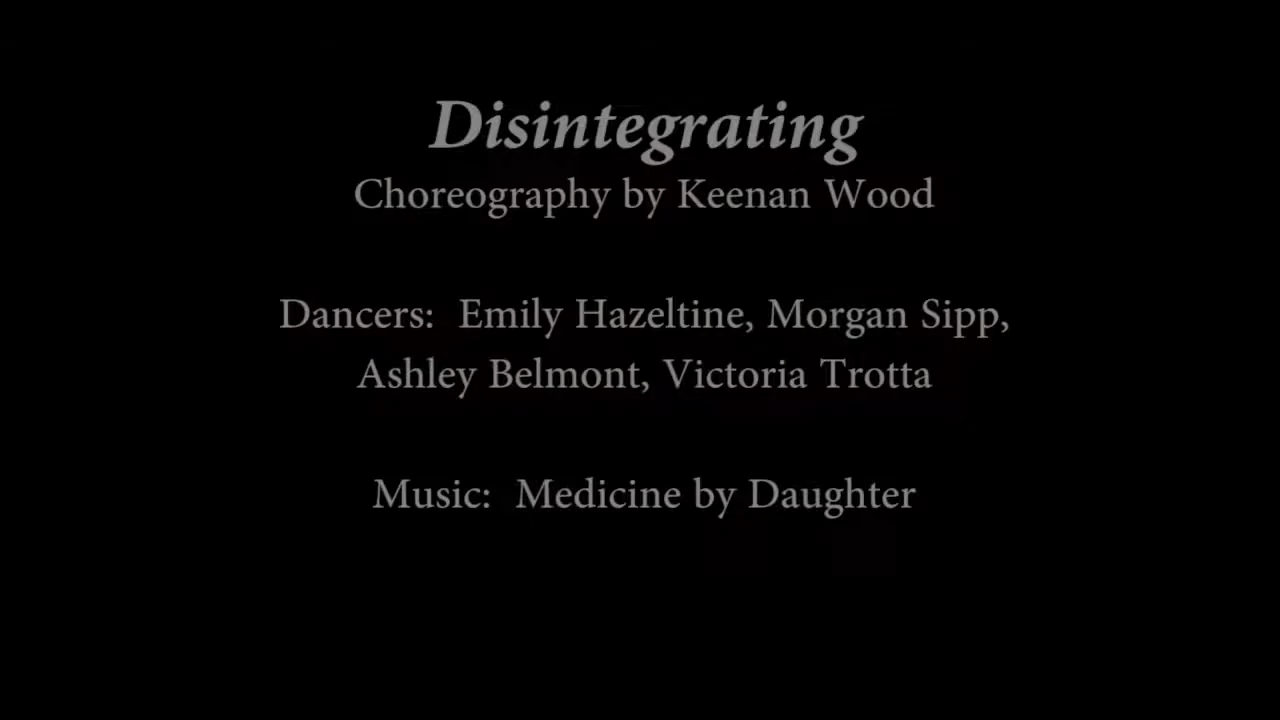 Disintegrating
Choreography by Keenan Wood
Dancers:  Emily Hazeltine, Morgan Sipp,
Ashley Belmont, Victoria Trotta
Music:  Medicine by Daughter